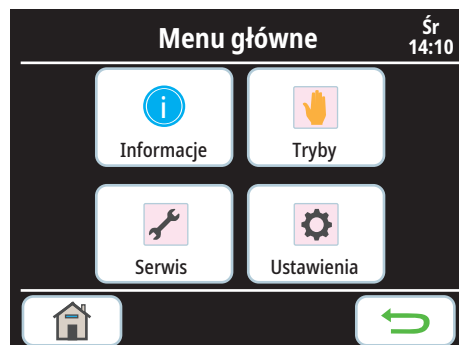 Menu główne
Śr
14:10
Informacje
Tryby
Serwis
Ustawienia